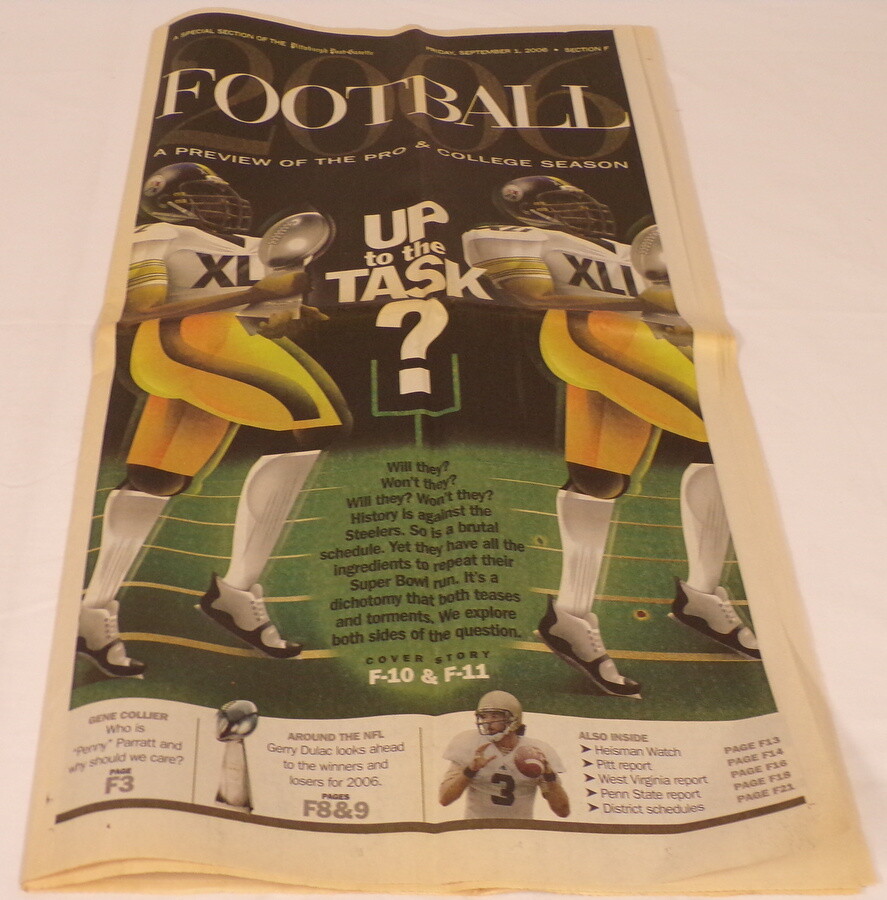 A SPECIAL SECTION OF THE Pittsburgh Post-Gazette
FRIDAY, SEPTEMBER 1, 2006 • SECTION F
2006
FOOTBALL
A PREVIEW OF THE PRO & COLLEGE SEASON
XL
XLI
UP
to the
TASK
?
Will they?
Won't they?
Will they? Won't they?
History is against the
Steelers. So is a brutal
schedule. Yet they have all the
ingredients to repeat their
Super Bowl run. It's a
dichotomy that both teases
and torments. We explore
both sides of the question.
COVER STORY
F-10 & F-11
GENE COLLIER
Who is
"Penny" Parratt and
why should we care?
PAGE
F3
AROUND THE NFL
Gerry Dulac looks ahead
to the winners and
losers for 2006.
PAGES
F8&9
3
ALSO INSIDE
➤ Heisman Watch PAGE F13
➤ Pitt report PAGE F14
➤ West Virginia report PAGE F16
➤ Penn State report PAGE F18
➤ District schedules PAGE F21